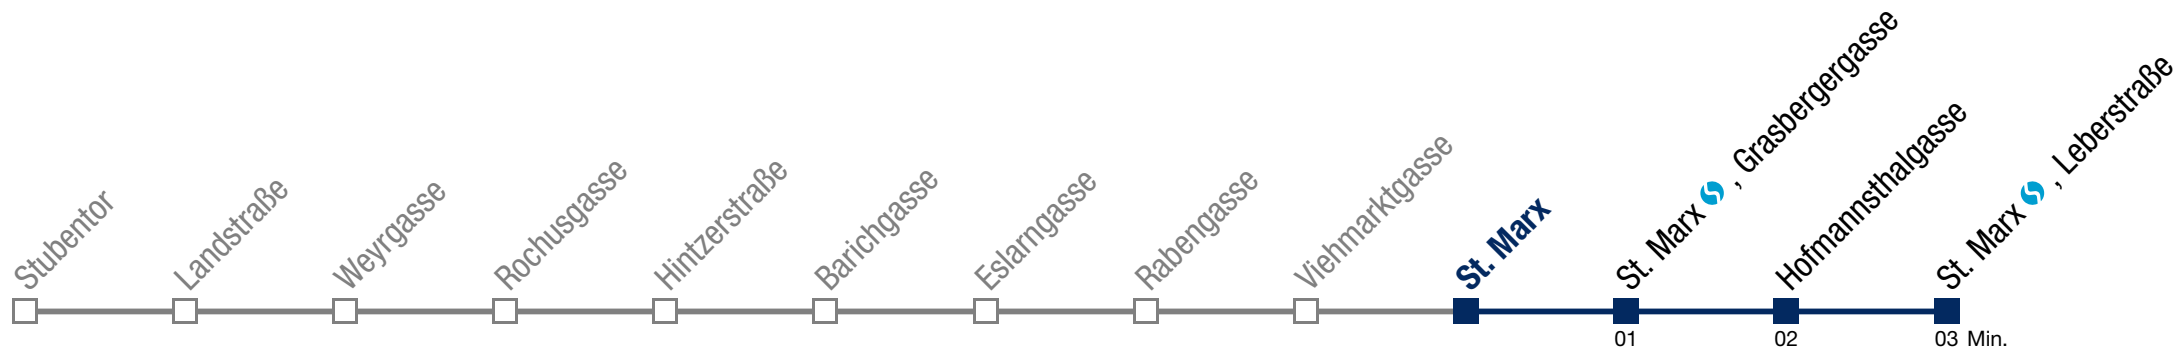 Stubentor
Landstraße
Weyrgasse
Rochusgasse
Hintzerstraße
Barichgasse
Eslarngasse
Rabengasse
Viehmarktgasse
St. Marx
St. Marx , Grasbergergasse
Hofmannsthalgasse
St. Marx , Leberstraße
01 02 03 Min.